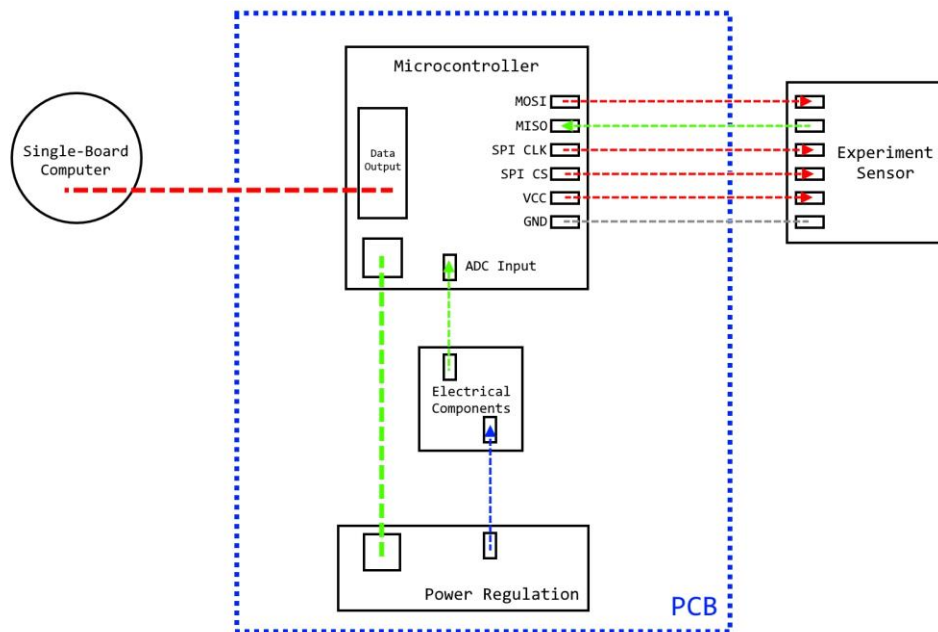 Microcontroller
MOSI
MISO
SPI CLK
SPI CS
VCC
GND
Data
Output
ADC Input
Single-Board
Computer
Experiment
Sensor
Electrical
Components
Power Regulation
PCB